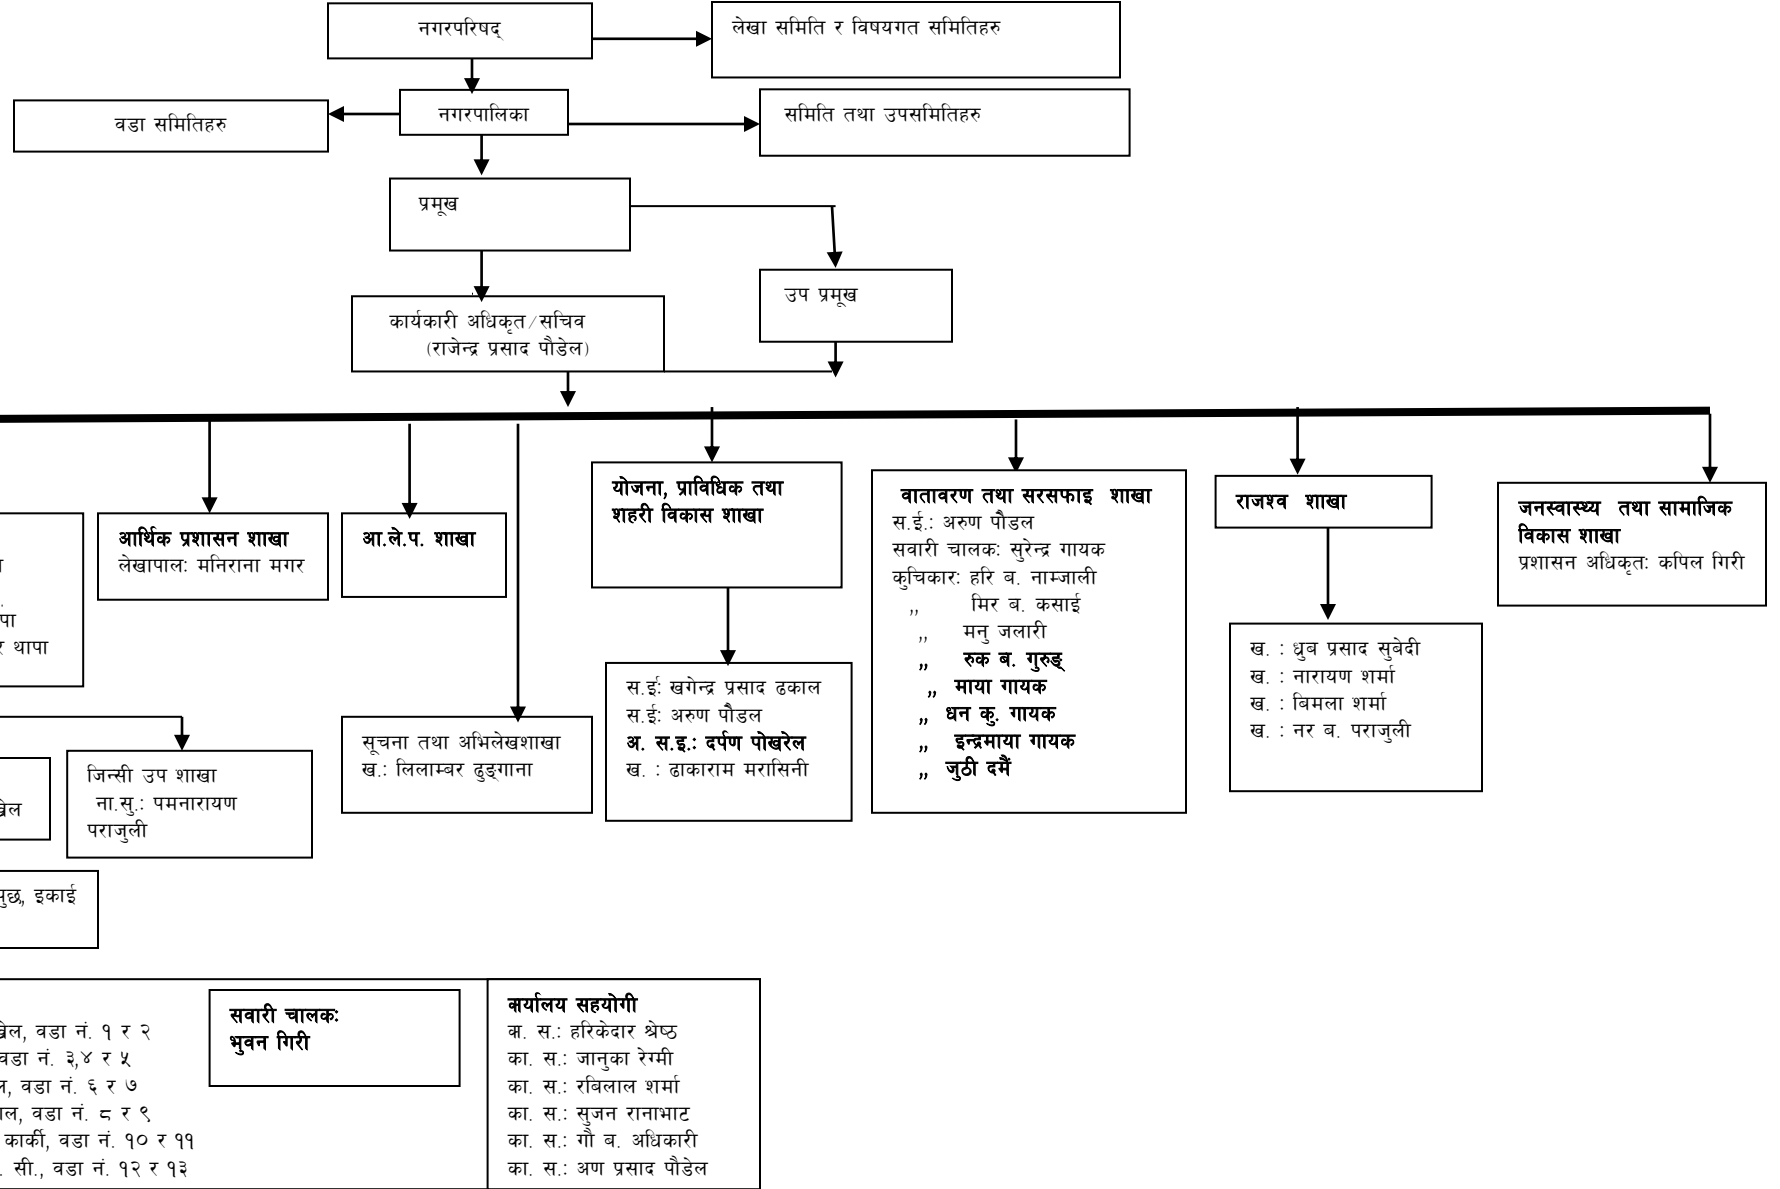 नगरपरिषद्
लेखा समिति र विषयगत समितिहरु
वडा समितिहरु
नगरपालिका
समिति तथा उपसमितिहरु
प्रमूख
उप प्रमूख
कार्यकारी अधिकृत/सचिव
(राजेन्द्र प्रसाद पौडेल)
थापा
आर्थिक प्रशासन शाखा
लेखापाल: मनिराना मगर
आ.ले.प. शाखा
योजना, प्राविधिक तथा
शहरी विकास शाखा
वातावरण तथा सरसफाइ शाखा
स.ई.: अरुण पौडल
सवारी चालक: सुरेन्द्र गायक
कुचिकार: हरि ब. नाम्जाली
,, मिर ब. कसाई
,, मनु जलारी
,, रुक ब. गुरुङ्
,, माया गायक
,, धन कु. गायक
,, इन्द्रमाया गायक
,, जुठी दमैं
राजश्व शाखा
जनस्वास्थ्य तथा सामाजिक
विकास शाखा
प्रशासन अधिकृत: कपिल गिरी
ख. : ध्रुब प्रसाद सुबेदी
ख. : नारायण शर्मा
ख. : बिमला शर्मा
ख. : नर ब. पराजुली
स.ई: खगेन्द्र प्रसाद ढकाल
स.ई: अरुण पौडल
अ. स.इ.: दर्पण पोखरेल
ख. : ढाकाराम मरासिनी
सूचना तथा अभिलेखशाखा
ख.: लिलाम्बर ढुङ्गाना
जिन्सी उप शाखा
ना.सु.: पमनारायण
पराजुली
इकाई
वडा नं. १ र २
वडा नं. ३,४ र ५
वडा नं. ६ र ७
वडा नं. ८ र ९
कार्की, वडा नं. १० र ११
सी., वडा नं. १२ र १३
सवारी चालक:
भुवन गिरी
कार्यालय सहयोगी
का. स.: हरिकेदार श्रेष्ठ
का. स.: जानुका रेग्मी
का. स.: रबिलाल शर्मा
का. स.: सुजन रानाभाट
का. स.: गौ ब. अधिकारी
का. स.: अण प्रसाद पौडेल